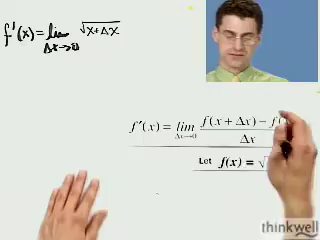 f'(x) = lim √x+Δx
Δx→0
f'(x) = lim f(x + Δx) − f(
Δx→0 Δx
Let f(x) = √
thinkwell